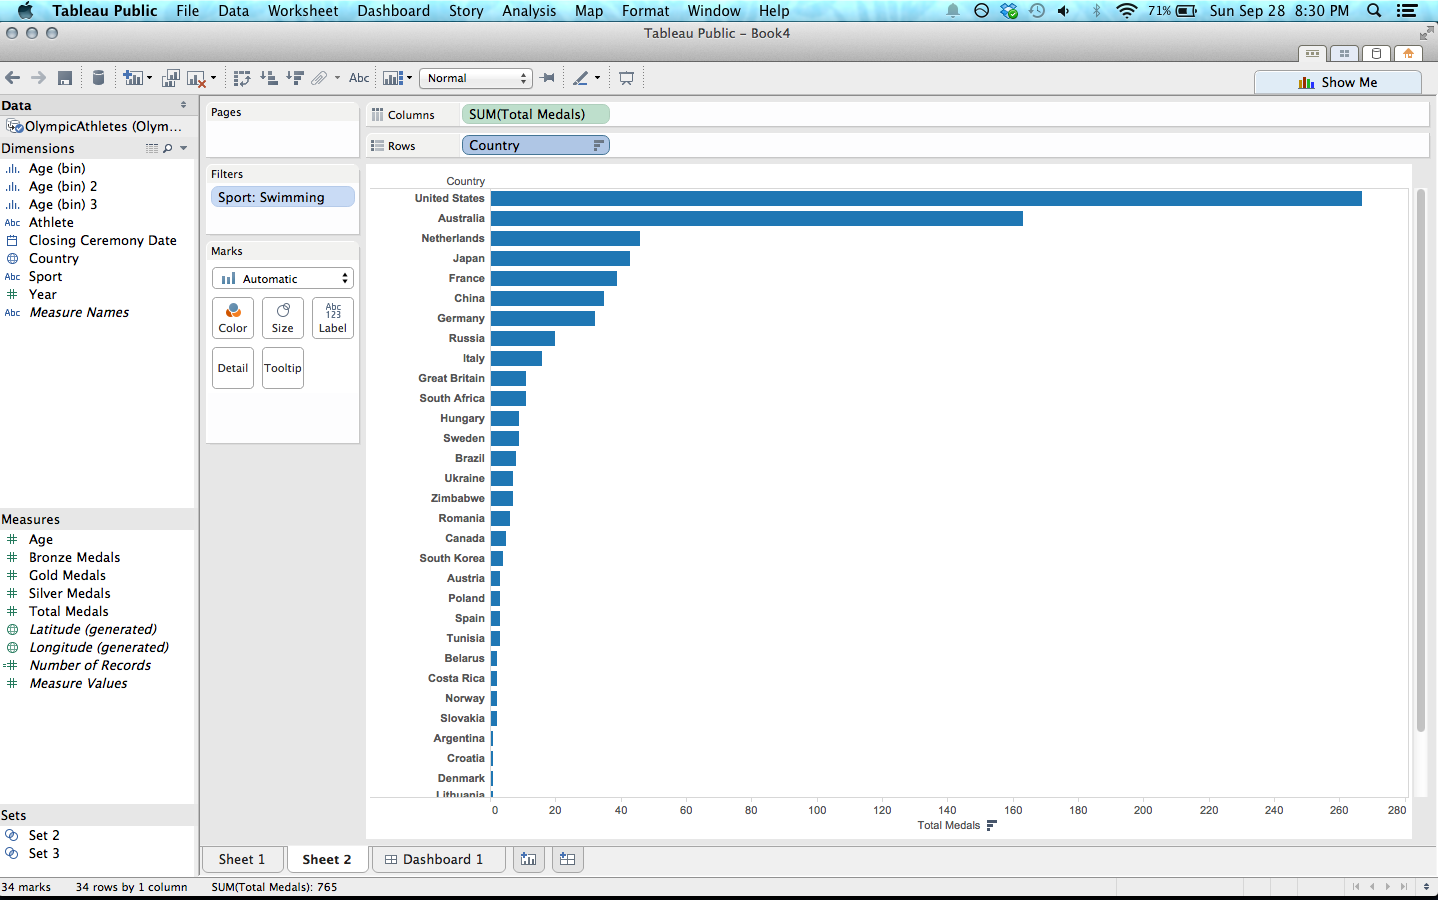 Tableau Public File Data Worksheet Dashboard Story Analysis Map Format Window Help 71% Sun Sep 28 8:30 PM
Tableau Public - Book4
Abc Normal Show Me
Data
OlympicAthletes (Olym...
Dimensions
Age (bin)
Age (bin) 2
Age (bin) 3
Abc Athlete
Closing Ceremony Date
Country
Abc Sport
# Year
Abc Measure Names
Measures
# Age
# Bronze Medals
# Gold Medals
# Silver Medals
# Total Medals
Latitude (generated)
Longitude (generated)
=# Number of Records
# Measure Values
Sets
Set 2
Set 3
Pages
Filters
Sport: Swimming
Marks
Automatic
Color Size Abc 123 Label
Detail Tooltip
Columns SUM(Total Medals)
Rows Country
Country
United States
Australia
Netherlands
Japan
France
China
Germany
Russia
Italy
Great Britain
South Africa
Hungary
Sweden
Brazil
Ukraine
Zimbabwe
Romania
Canada
South Korea
Austria
Poland
Spain
Tunisia
Belarus
Costa Rica
Norway
Slovakia
Argentina
Croatia
Denmark
Lithuania
0 20 40 60 80 100 120 140 160 180 200 220 240 260 280
Total Medals
Sheet 1 Sheet 2 Dashboard 1
34 marks 34 rows by 1 column SUM(Total Medals): 765